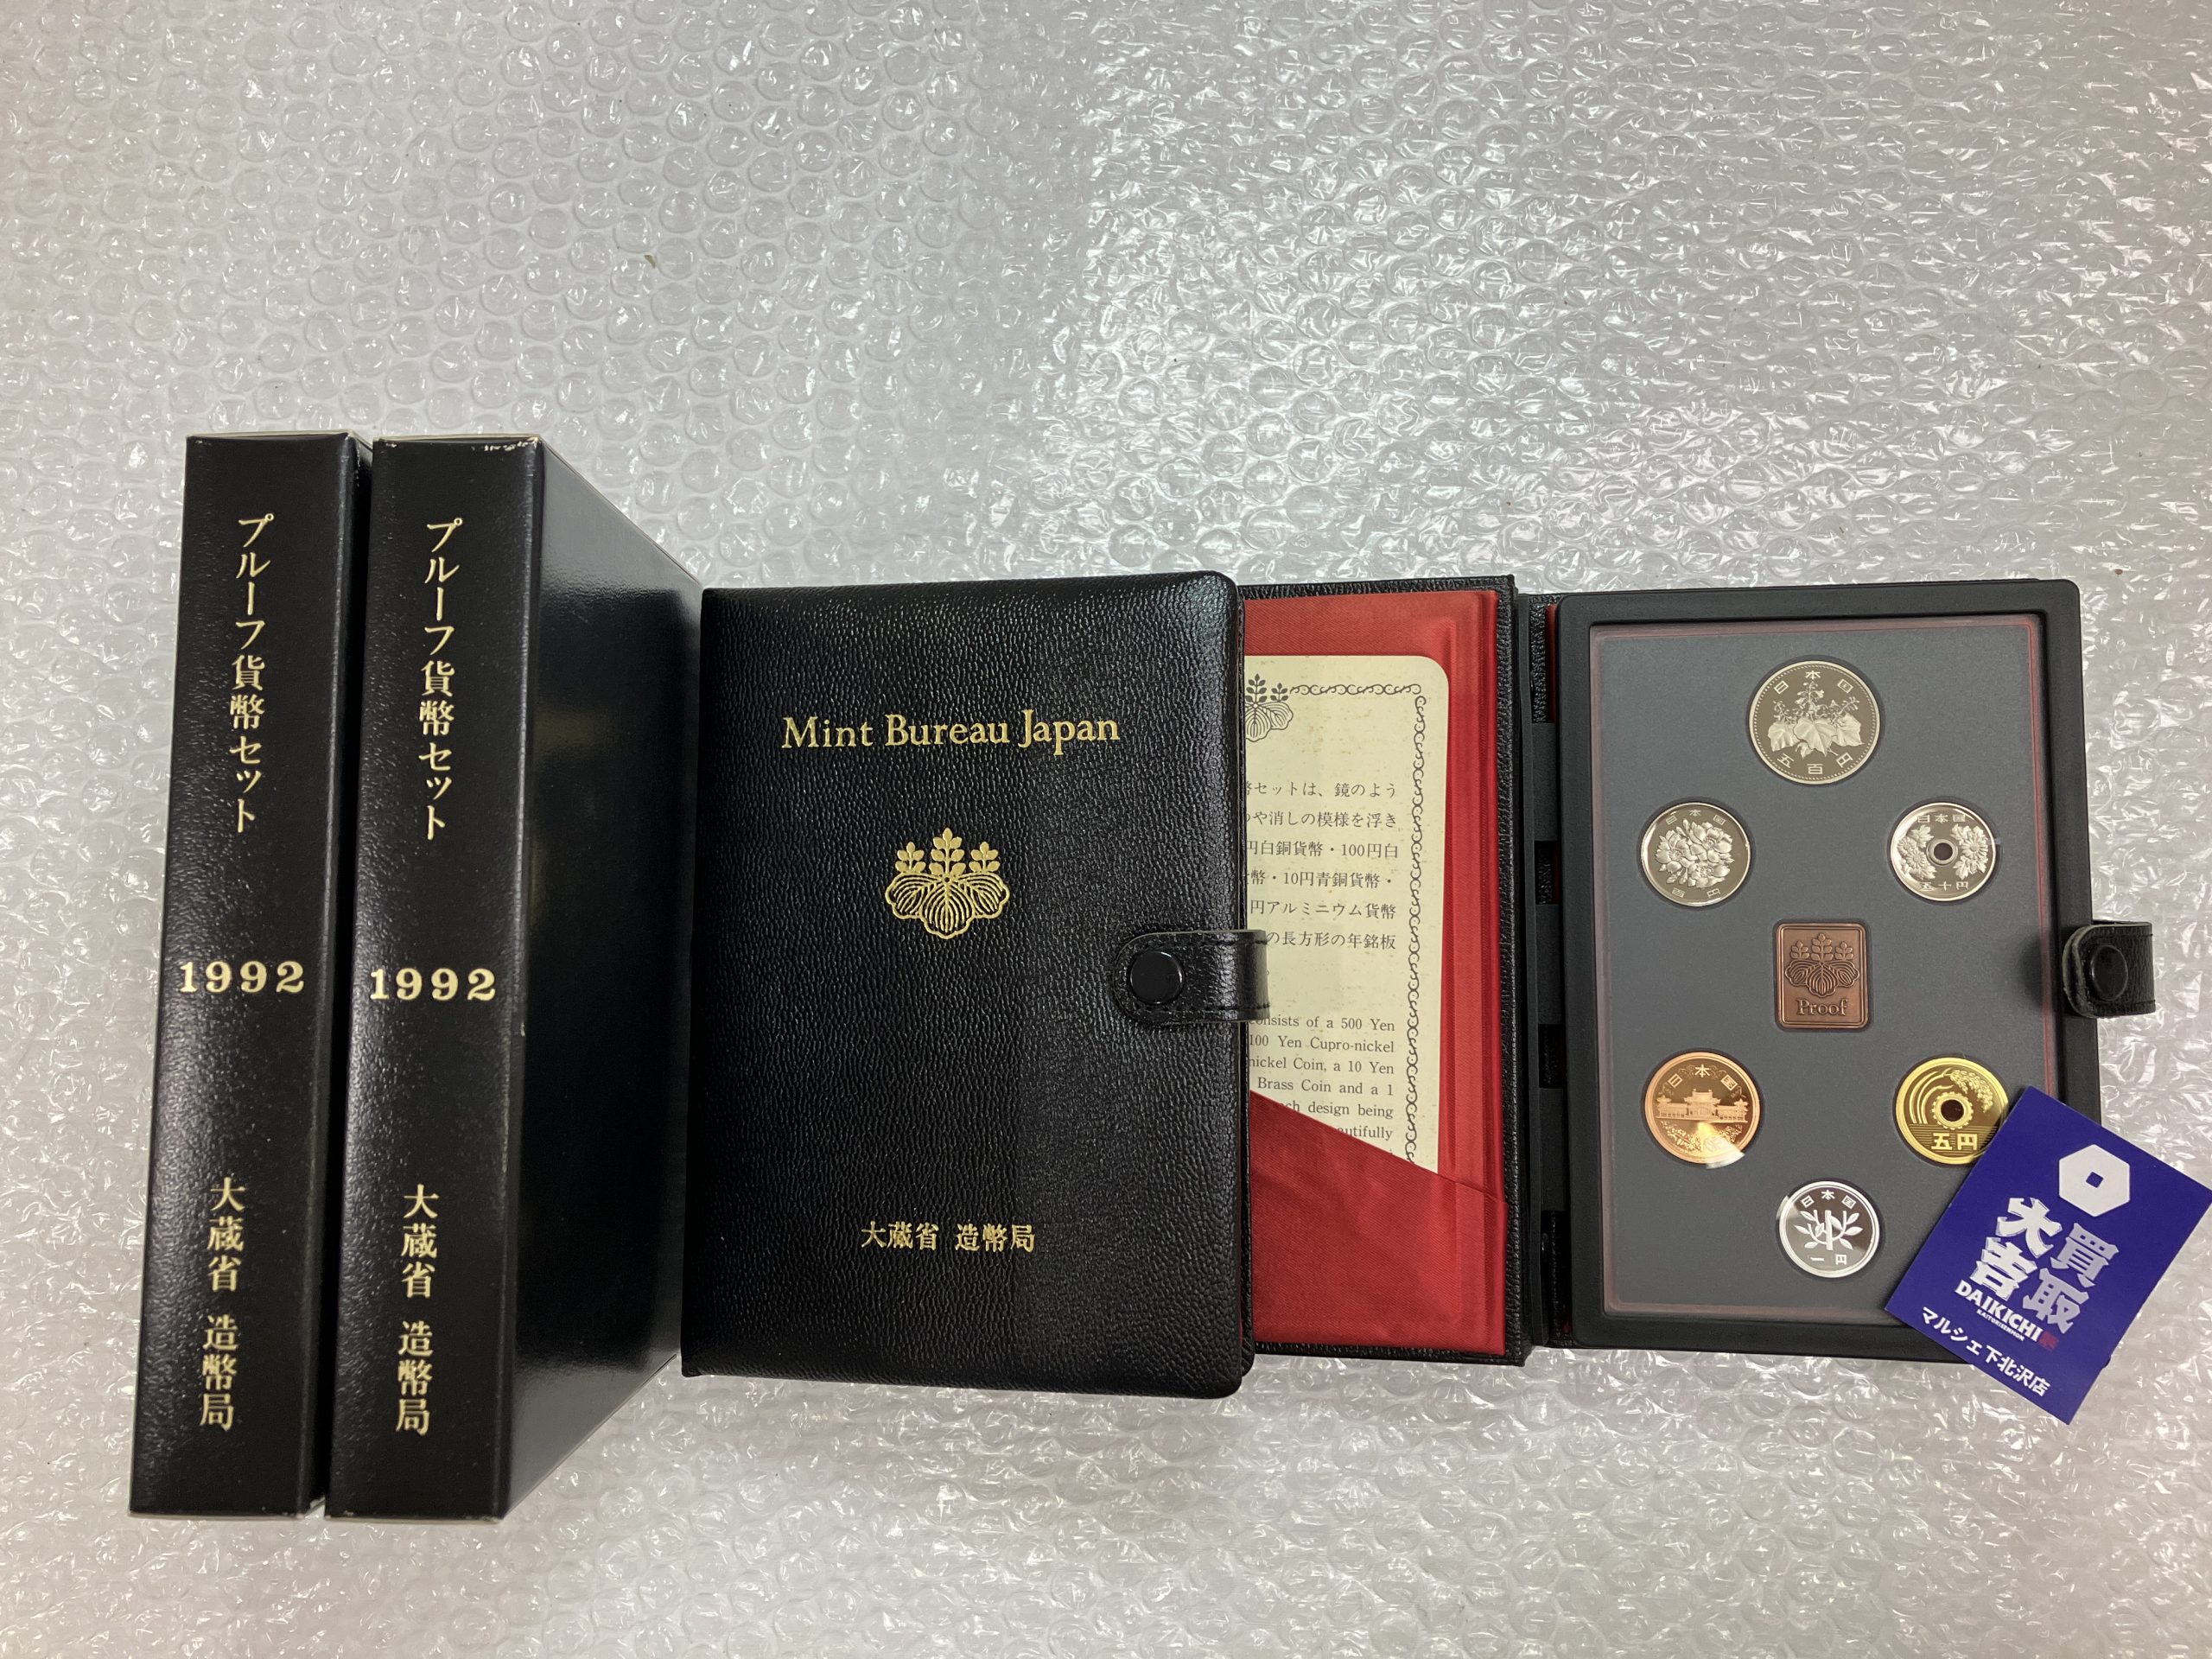 プルーフ貨幣セット
1992
大蔵省 造幣局
プルーフ貨幣セット
1992
大蔵省 造幣局
Mint Bureau Japan
大蔵省 造幣局
幣セットは、鏡のよう
や消しの模様を浮き
円白銅貨幣・100円白
幣・10円青銅貨幣・
円アルミニウム貨幣
の長方形の年銘板
consists of a 500 Yen
100 Yen Cupro-nickel
nickel Coin, a 10 Yen
Brass Coin and a 1
design being
日本国
五百円
日本国
百円
日本国
五十円
Proof
日本国
五円
日本国
一円
買取
大吉
DAIKICHI
マルシェ下北沢店